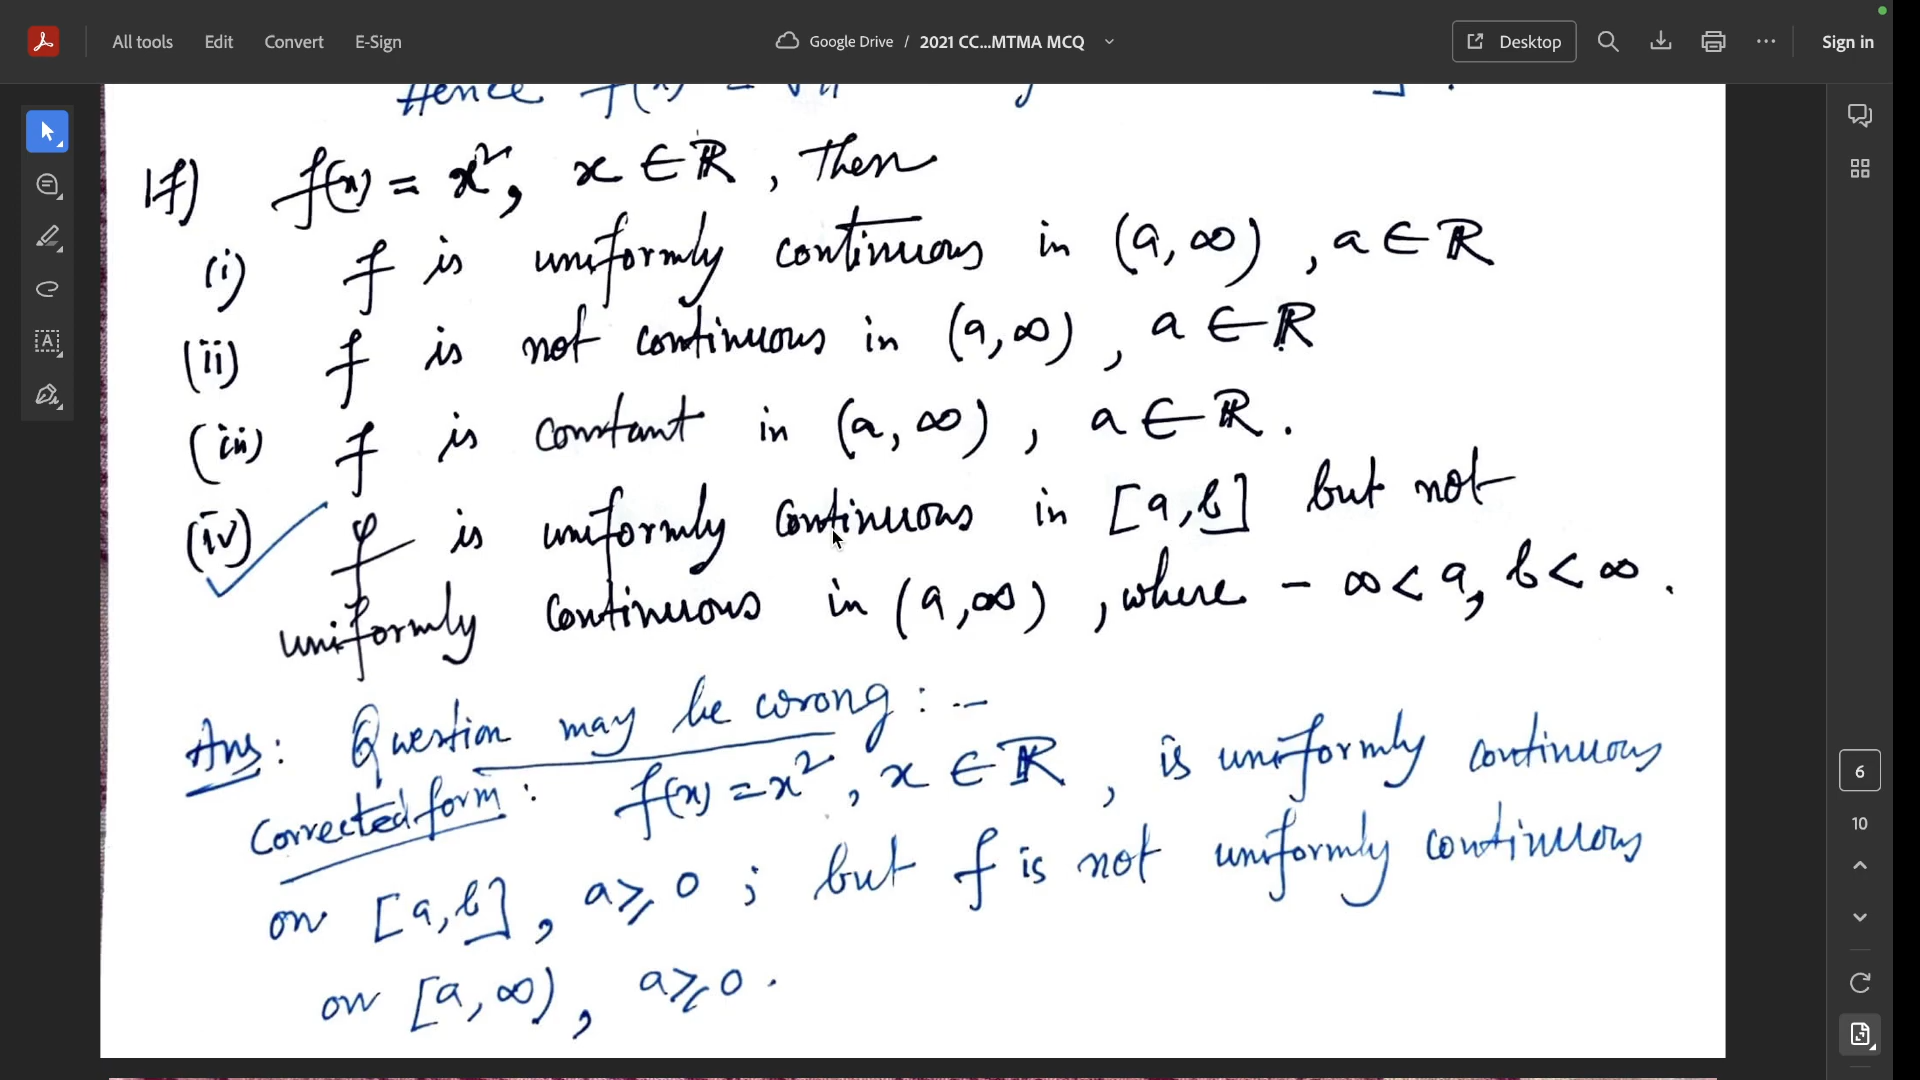 All tools Edit Convert E-Sign Google Drive / 2021 CC...MTMA MCQ Desktop Sign in
Hence f(x) =
1f) f(x) = x², x ∈ ℝ, then
(i) f is uniformly continuous in (a, ∞), a ∈ ℝ
(ii) f is not continuous in (a, ∞), a ∈ ℝ
(iii) f is constant in (a, ∞), a ∈ ℝ.
(iv) f is uniformly continuous in [a, b] but not
uniformly continuous in (a, ∞), where - ∞ < a, b < ∞.
Ans: Question may be wrong: --
Corrected form: f(x) = x², x ∈ ℝ, is uniformly continuous
on [a, b], a ⩾ 0; but f is not uniformly continuous
on [a, ∞), a ⩾ 0.
6
10